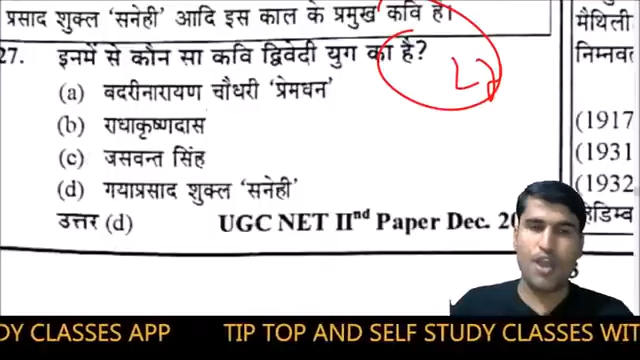 प्रसाद शुक्ल 'सनेही' आदि इस काल के प्रमुख कवि हैं।
27. इनमें से कौन सा कवि द्विवेदी युग का है?
(a) बदरीनारायण चौधरी 'प्रेमघन'
(b) राधाकृष्णदास
(c) जसवन्त सिंह
(d) गयाप्रसाद शुक्ल 'सनेही'
उत्तर (d) UGC NET IInd Paper Dec. 20
मैथिली
निम्नवत
(1917
(1931
(1932
हिडिम्ब
DY CLASSES APP TIP TOP AND SELF STUDY CLASSES WIT